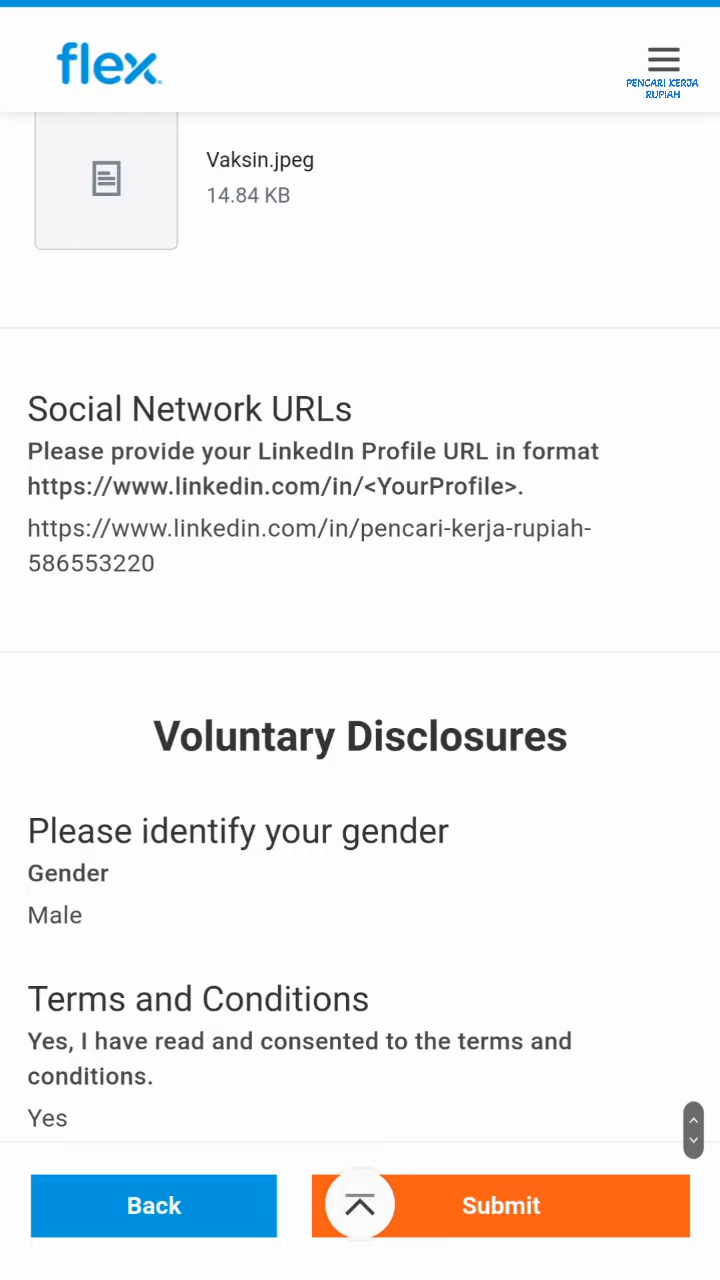 flex.
PENCARI KERJA
RUPIAH
Vaksin.jpeg
14.84 KB
Social Network URLs
Please provide your LinkedIn Profile URL in format
https://www.linkedin.com/in/<YourProfile>.
https://www.linkedin.com/in/pencari-kerja-rupiah-
586553220
Voluntary Disclosures
Please identify your gender
Gender
Male
Terms and Conditions
Yes, I have read and consented to the terms and
conditions.
Yes
Back
Submit